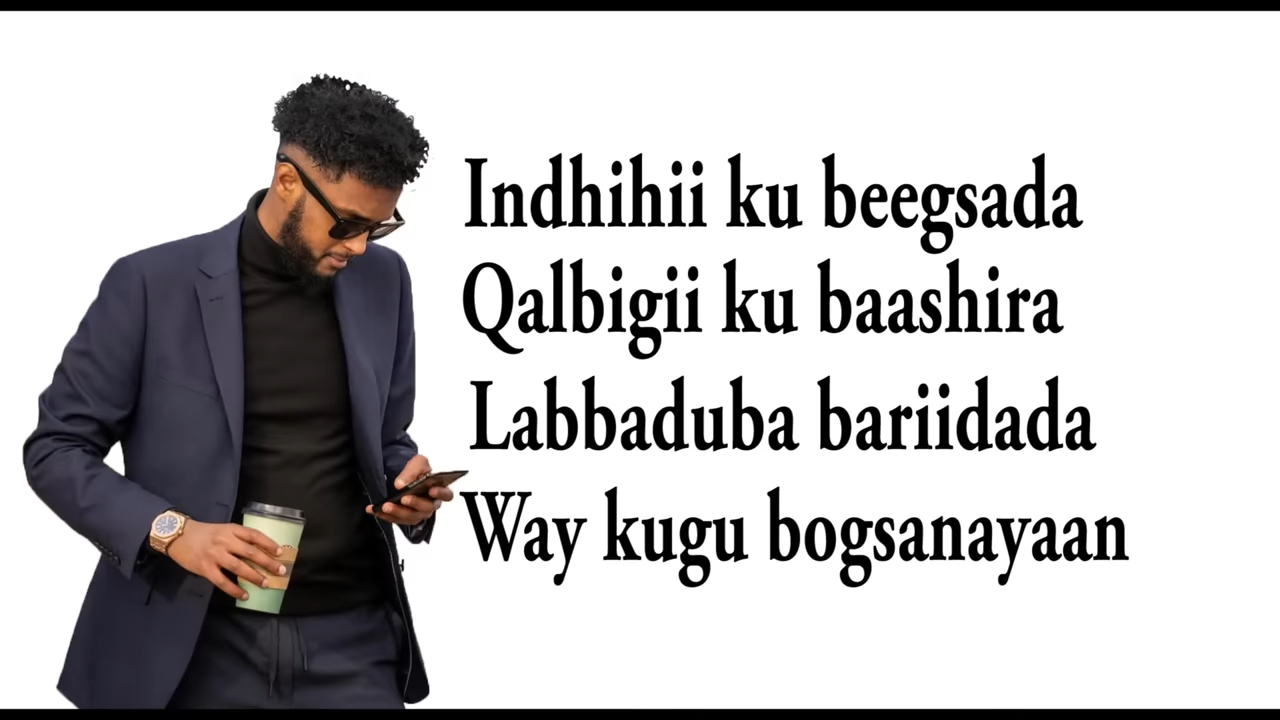 Indhihii ku beegsada
Qalbigii ku baashira
Labbaduba bariidada
Way kugu bogsanayaan